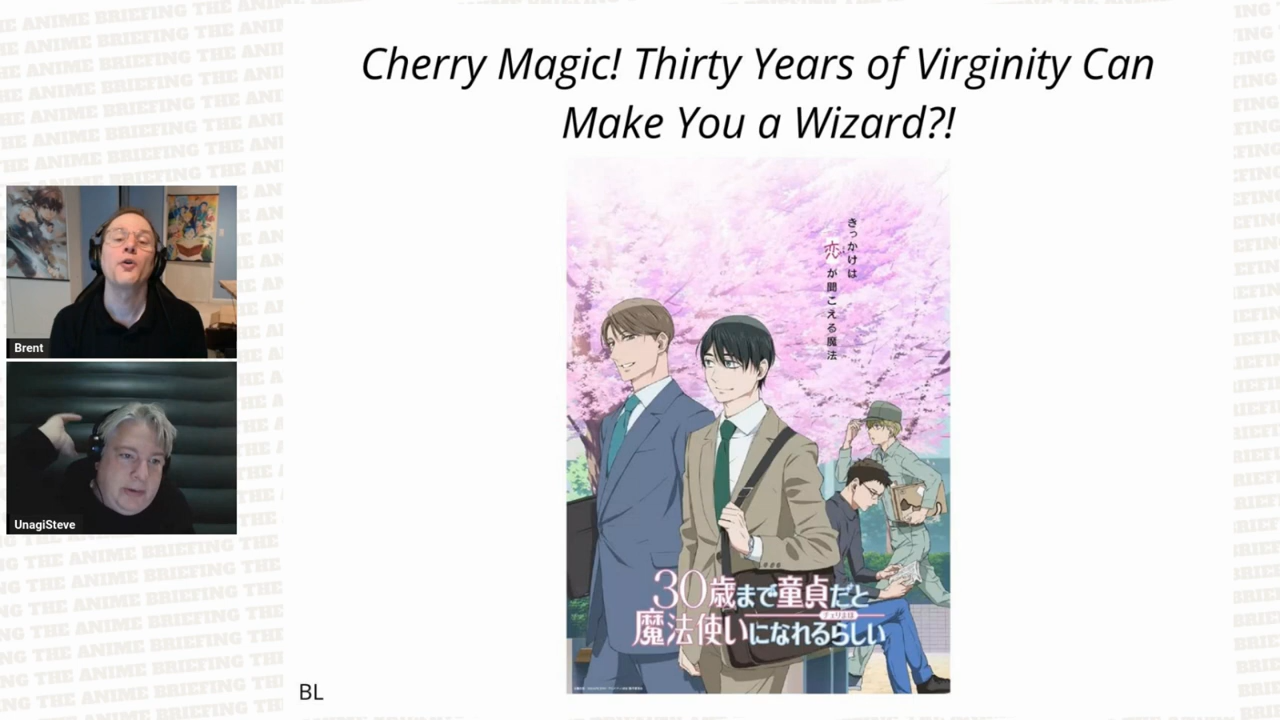 Cherry Magic! Thirty Years of Virginity Can
Make You a Wizard?!
きっかけは
恋が聞こえる魔法
30歳まで童貞だと
魔法使いになれるらしい
Brent
UnagiSteve
BL
THE ANIME BRIEFING